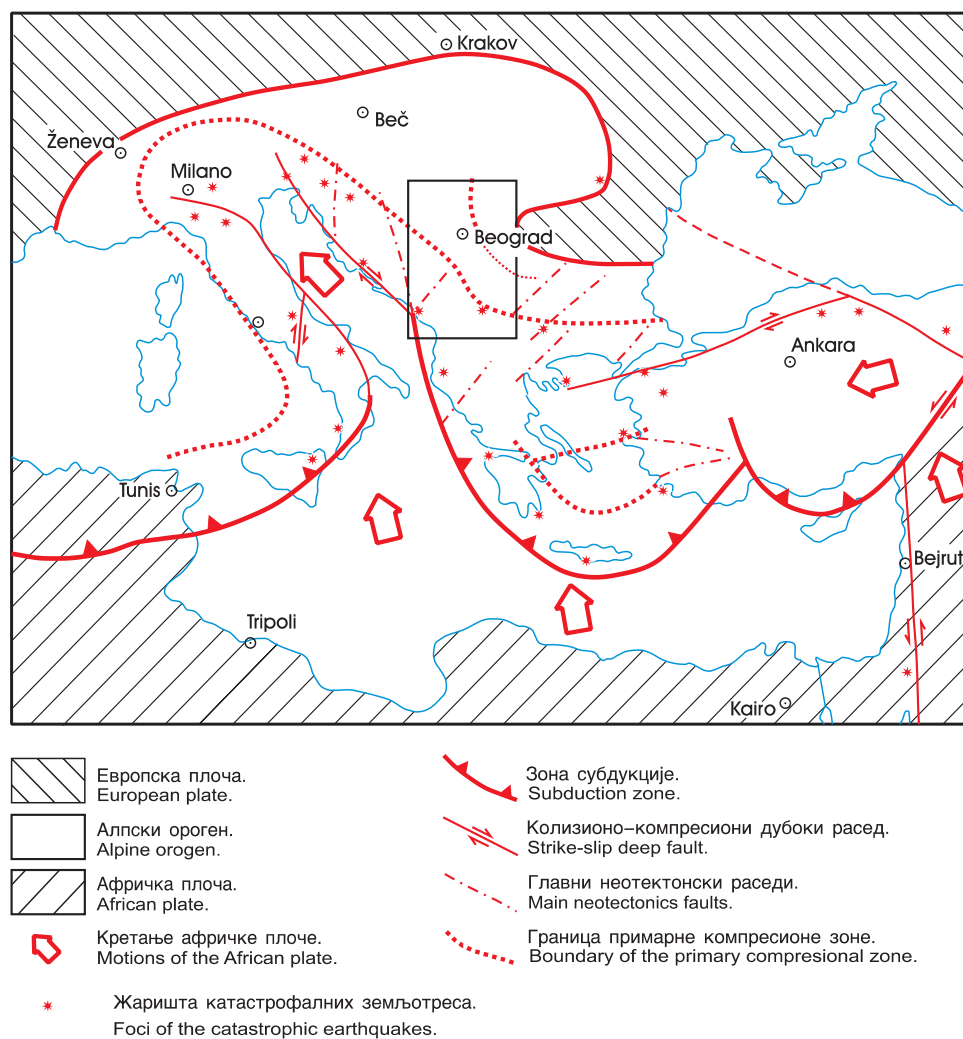 Krakov
Beč
Ženeva
Milano
Beograd
Ankara
Tunis
Bejrut
Tripoli
Kairo
Европска плоча.
European plate.
Алпски ороген.
Alpine orogen.
Афричка плоча.
African plate.
Кретање афричке плоче.
Motions of the African plate.
Жаришта катастрофалних земљотреса.
Foci of the catastrophic earthquakes.
Зона субдукције.
Subduction zone.
Колизионо–компресиони дубоки расед.
Strike-slip deep fault.
Главни неотектонски раседи.
Main neotectonics faults.
Граница примарне компресионе зоне.
Boundary of the primary compresional zone.